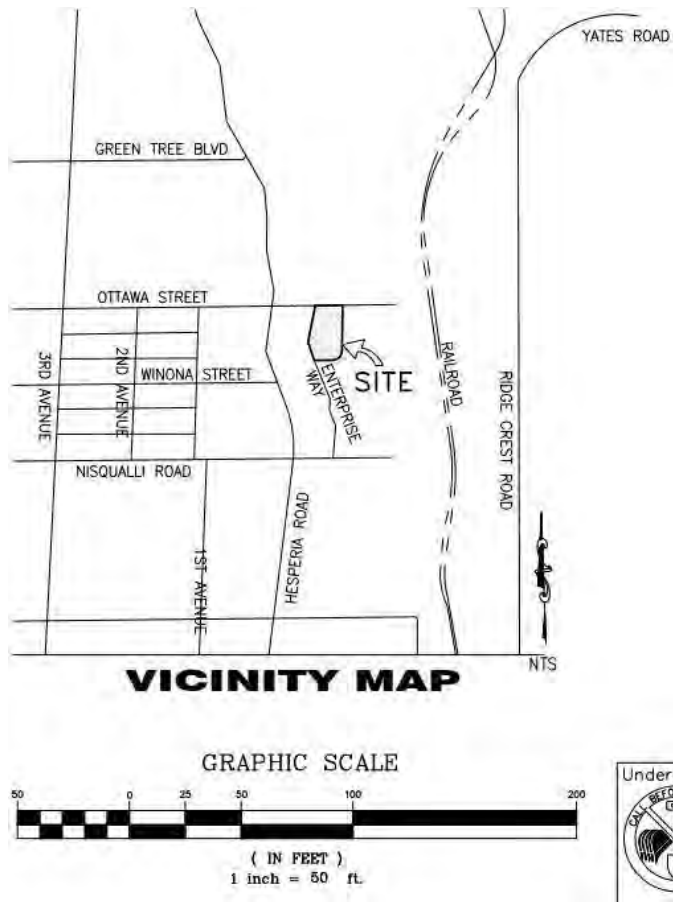 YATES ROAD
GREEN TREE BLVD
OTTAWA STREET
3RD AVENUE
2ND AVENUE
WINONA STREET
ENTERPRISE
WAY
SITE
RAILROAD
RIDGE CREST ROAD
NISQUALLI ROAD
1ST AVENUE
HESPERIA ROAD
NTS
VICINITY MAP
GRAPHIC SCALE
50 0 25 50 100 200
( IN FEET )
1 inch = 50 ft.
Under
CALL BEFO